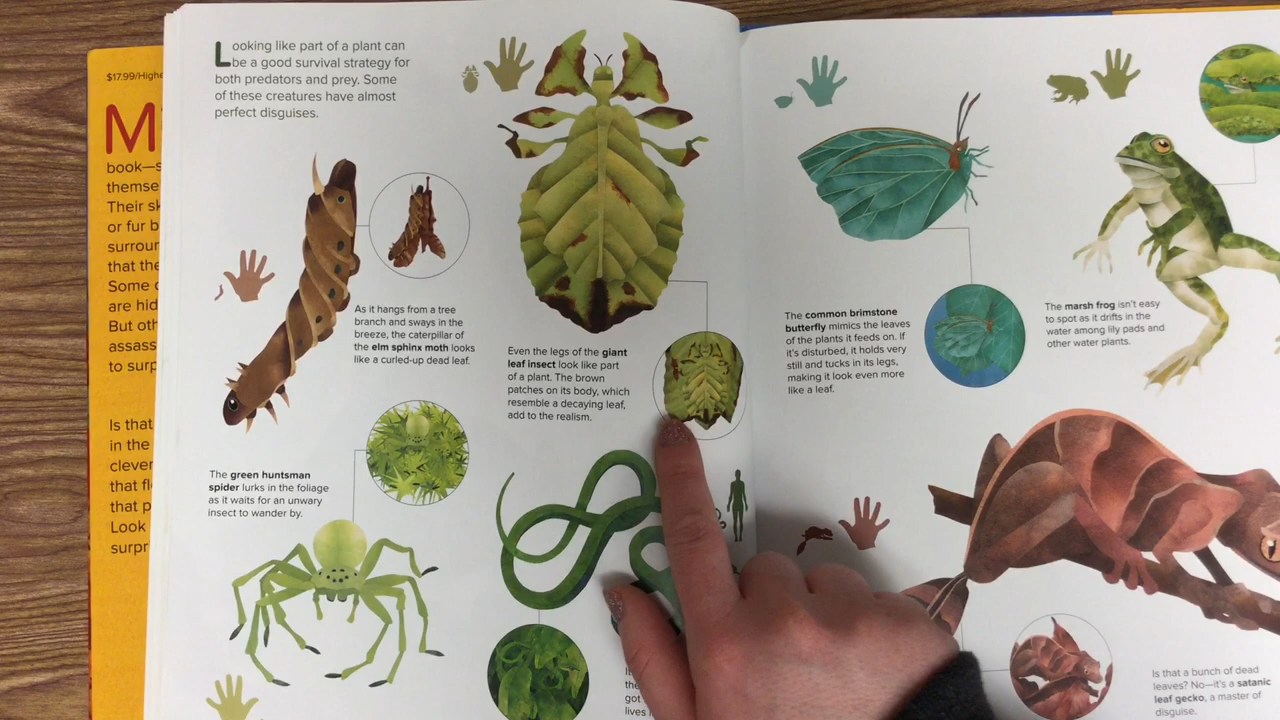 $17.99/Highe
book—s
themse
Their sk
or fur b
surrour
that the
Some c
are hid
But oth
assass
to surp
Is that
in the
clever
that fl
that p
Look
surpr
Looking like part of a plant can
be a good survival strategy for
both predators and prey. Some
of these creatures have almost
perfect disguises.
As it hangs from a tree
branch and sways in the
breeze, the caterpillar of
the elm sphinx moth looks
like a curled-up dead leaf.
Even the legs of the giant
leaf insect look like part
of a plant. The brown
patches on its body, which
resemble a decaying leaf,
add to the realism.
The green huntsman
spider lurks in the foliage
as it waits for an unwary
insect to wander by.
the
got
lives
The common brimstone
butterfly mimics the leaves
of the plants it feeds on. If
it's disturbed, it holds very
still and tucks in its legs,
making it look even more
like a leaf.
The marsh frog isn't easy
to spot as it drifts in the
water among lily pads and
other water plants.
Is that a bunch of dead
leaves? No—it's a satanic
leaf gecko, a master of
disguise.